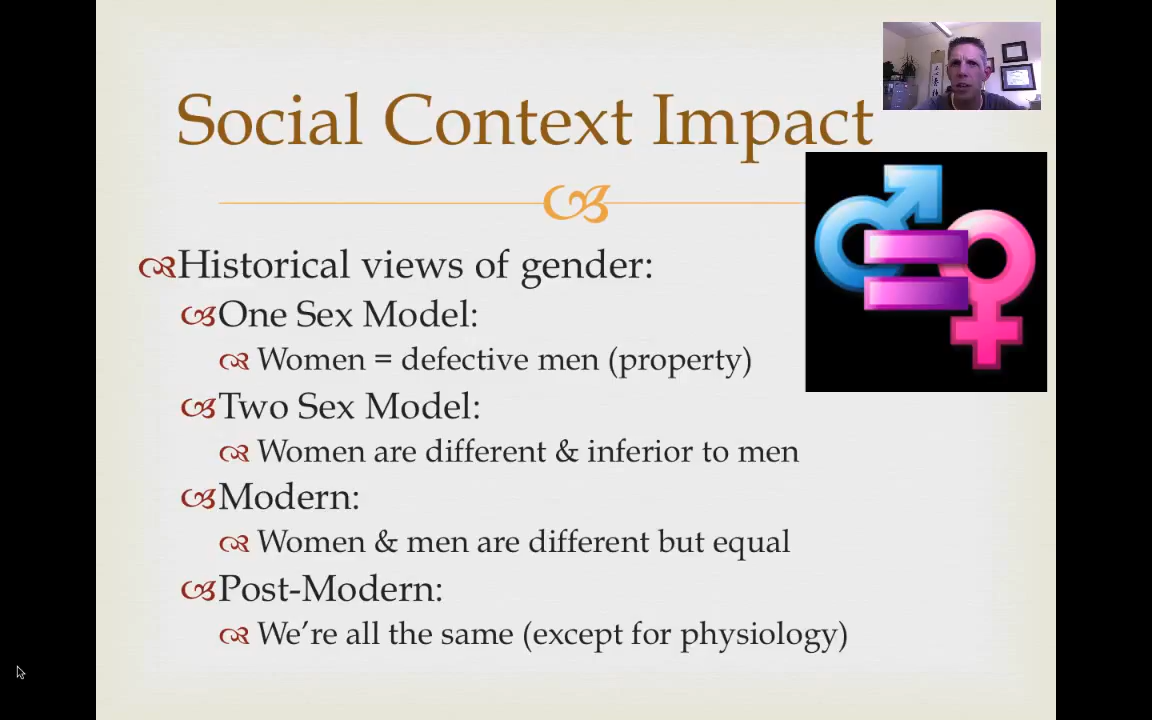 Social Context Impact
Historical views of gender:
One Sex Model:
Women = defective men (property)
Two Sex Model:
Women are different & inferior to men
Modern:
Women & men are different but equal
Post-Modern:
We're all the same (except for physiology)